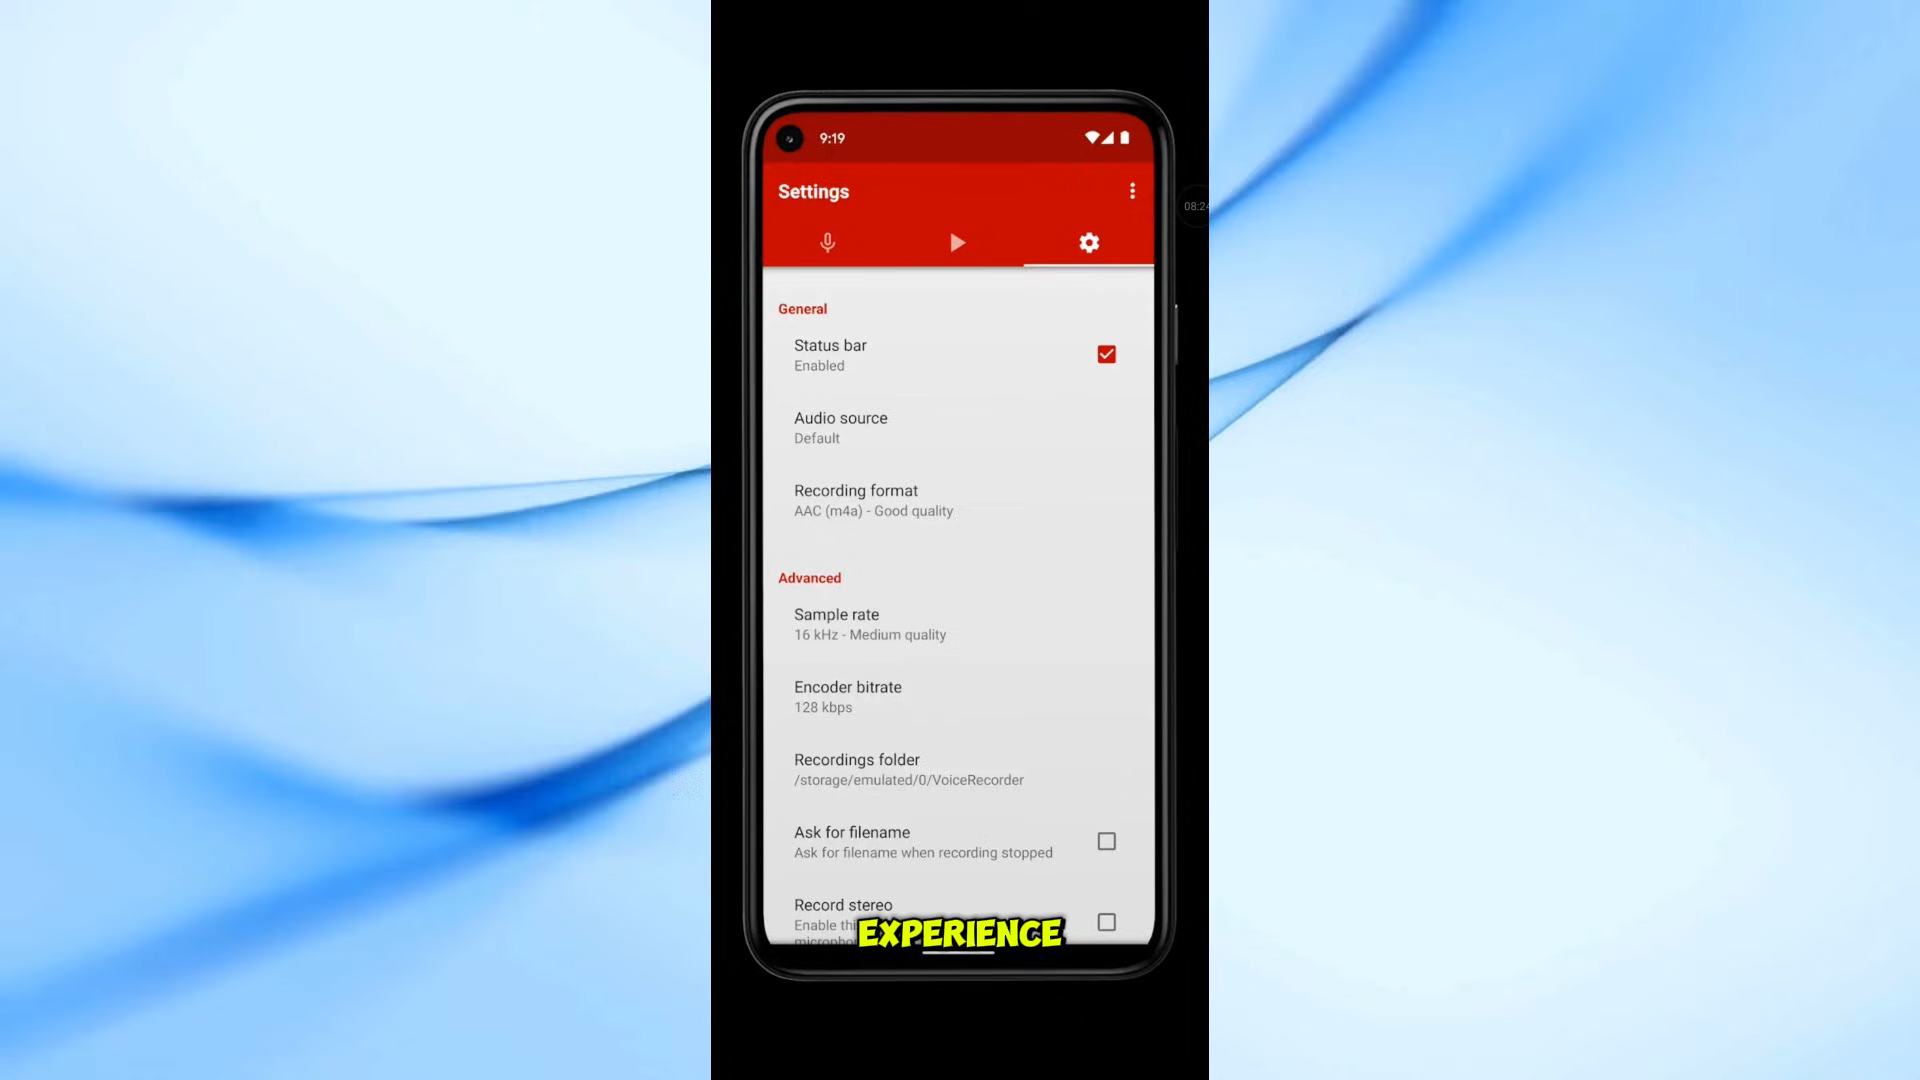 9:19
Settings
08:24
General
Status bar
Enabled
Audio source
Default
Recording format
AAC (m4a) - Good quality
Advanced
Sample rate
16 kHz - Medium quality
Encoder bitrate
128 kbps
Recordings folder
/storage/emulated/0/VoiceRecorder
Ask for filename
Ask for filename when recording stopped
Record stereo
Enable
EXPERIENCE